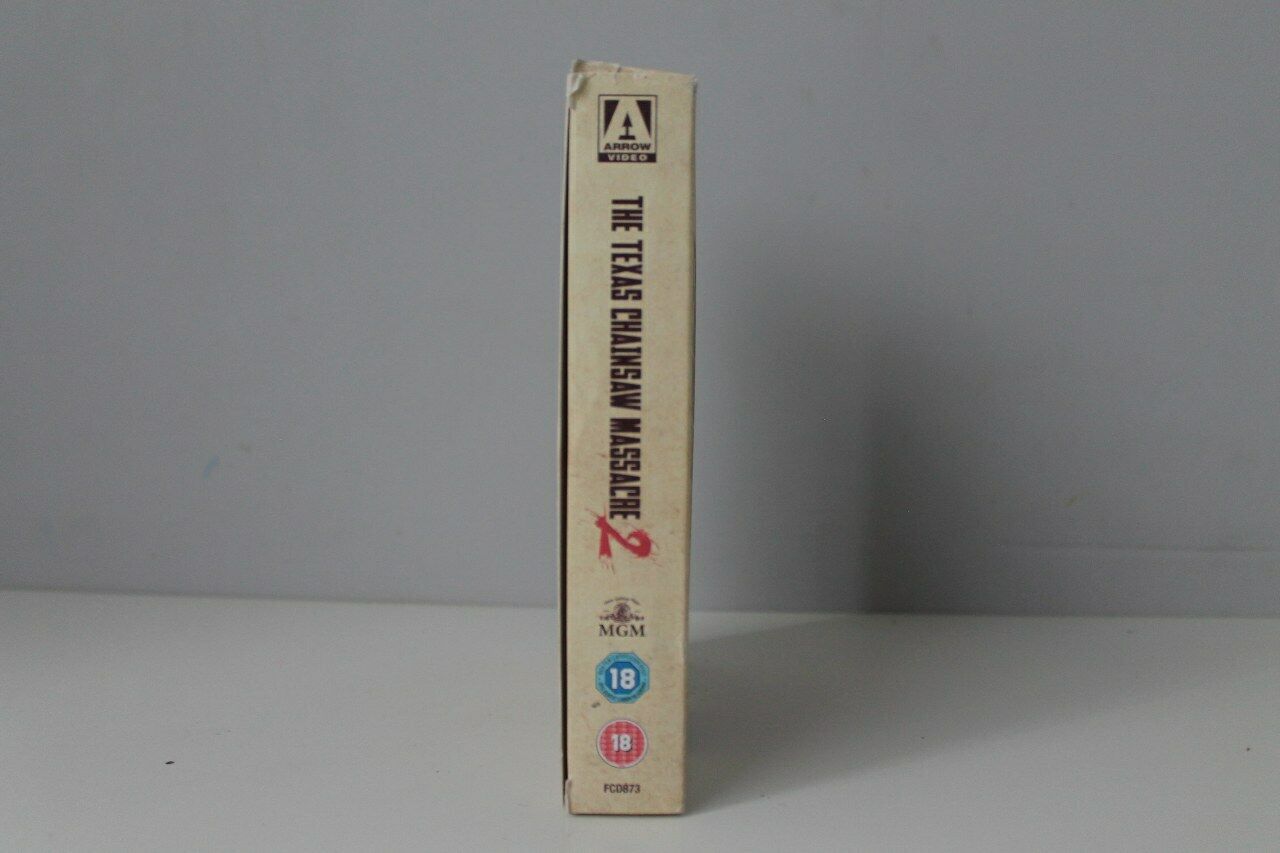 ARROW
VIDEO
THE TEXAS CHAINSAW MASSACRE
2
MGM
18
18
FCD873